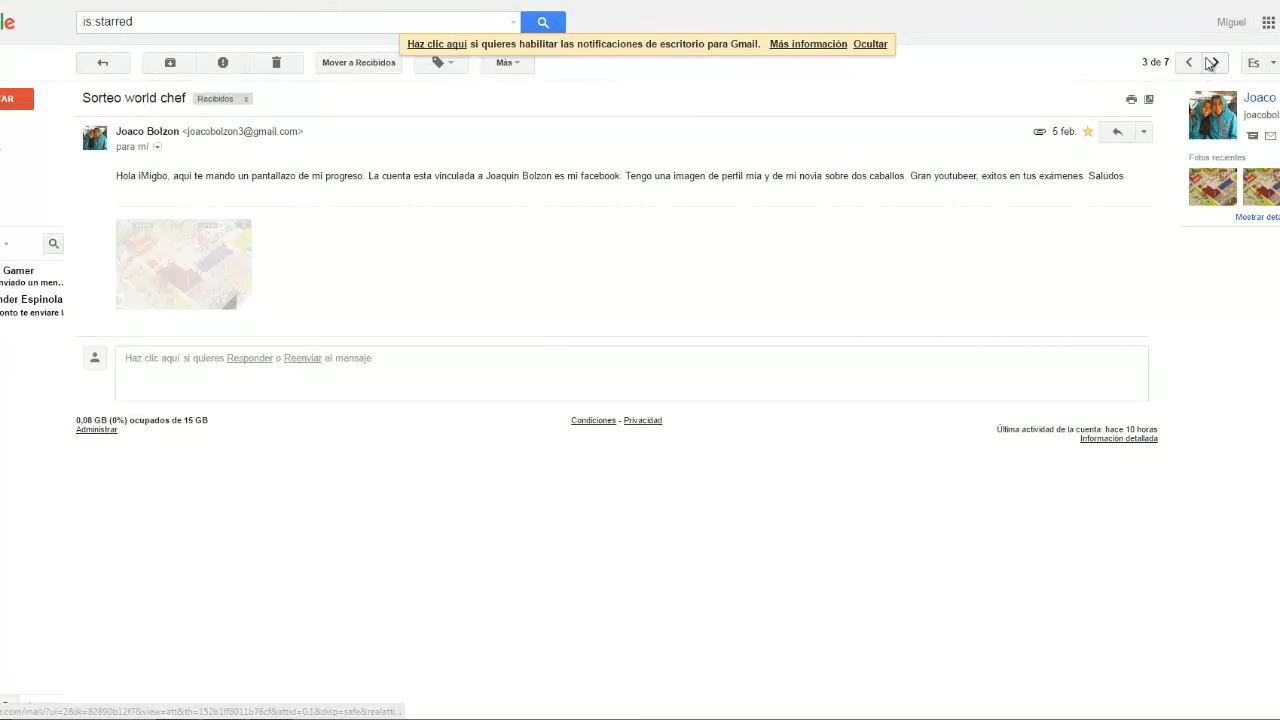 le
is:starred
Miguel
Haz clic aquí si quieres habilitar las notificaciones de escritorio para Gmail. Más información Ocultar
Mover a Recibidos
Más
3 de 7
Es
AR
Sorteo world chef
Recibidos x
Joaco
Joaco Bolzon <joacobolzon3@gmail.com>
5 feb.
joacobol
para mí
Fotos recientes
Hola iMigbo, aqui te mando un pantallazo de mi progreso. La cuenta esta vinculada a Joaquin Bolzon es mi facebook. Tengo una imagen de perfil mia y de mi novia sobre dos caballos. Gran youtubeer, exitos en tus exámenes. Saludos
Mostrar deta
Gamer
nviado un men...
nder Espinola
onto te enviare l
Haz clic aquí si quieres Responder o Reenviar el mensaje
0,08 GB (0%) ocupados de 15 GB
Administrar
Condiciones - Privacidad
Última actividad de la cuenta: hace 10 horas
Información detallada